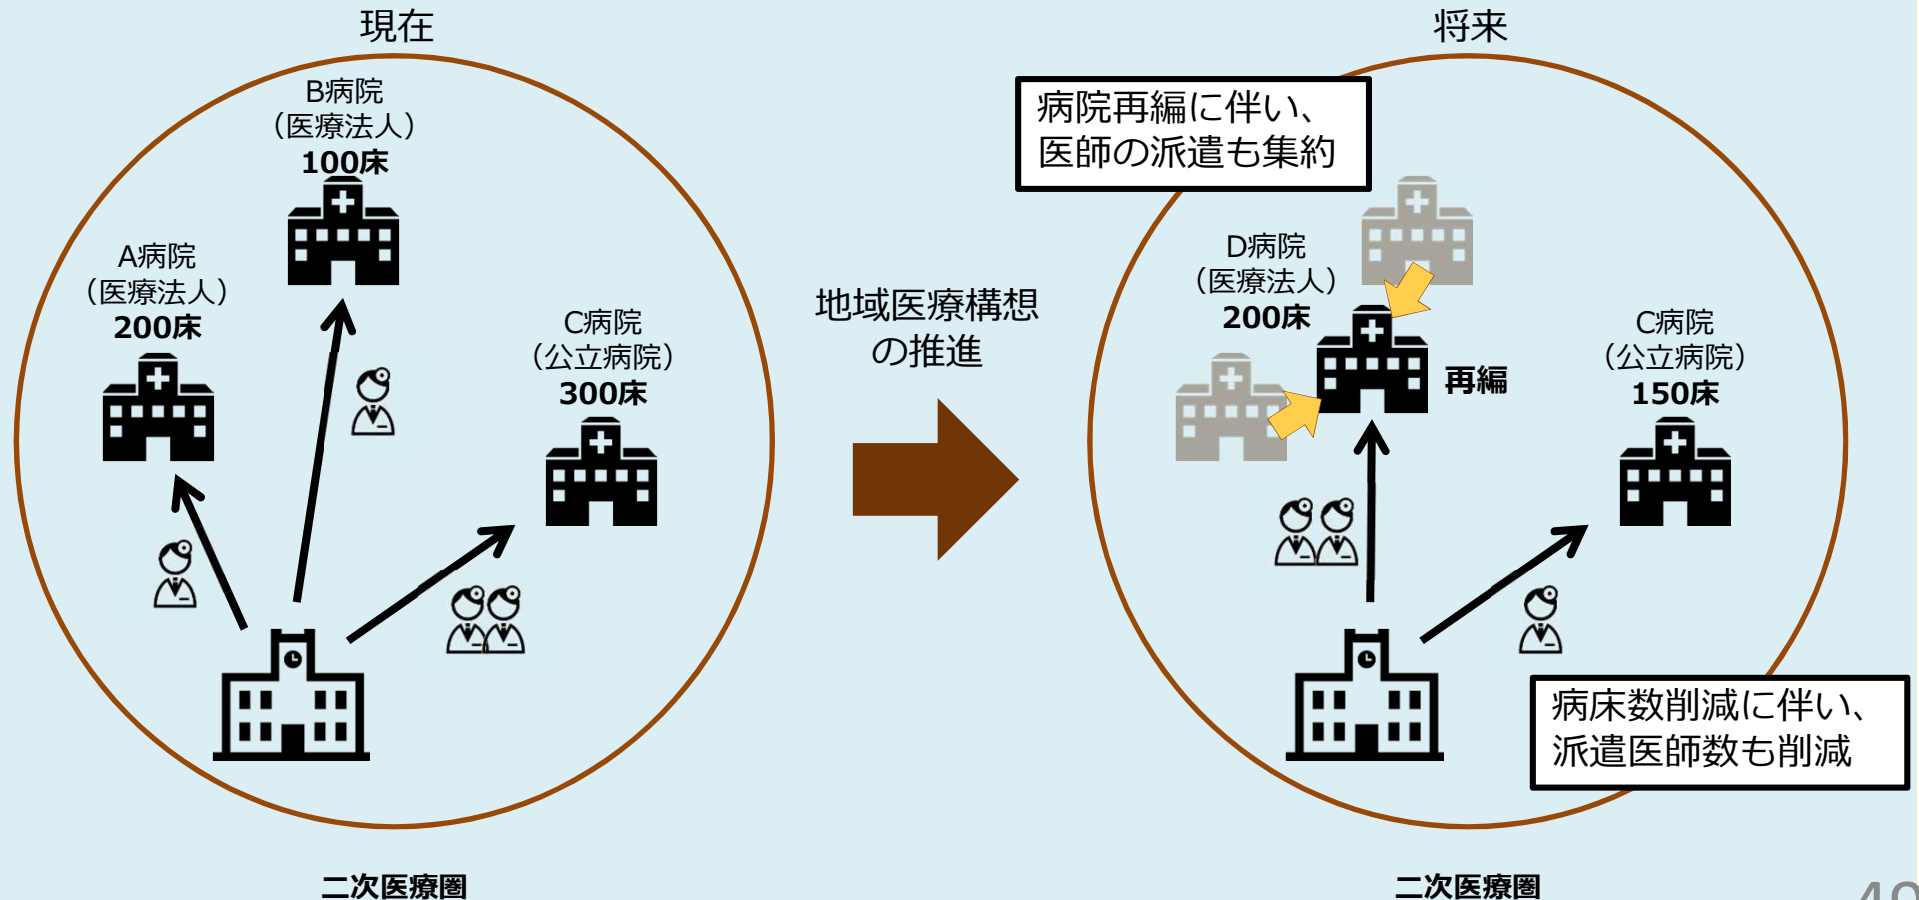 現在
B病院
（医療法人）
100床
A病院
（医療法人）
200床
C病院
（公立病院）
300床
二次医療圏
地域医療構想
の推進
将来
病院再編に伴い、
医師の派遣も集約
D病院
（医療法人）
200床
再編
C病院
（公立病院）
150床
病床数削減に伴い、
派遣医師数も削減
二次医療圏